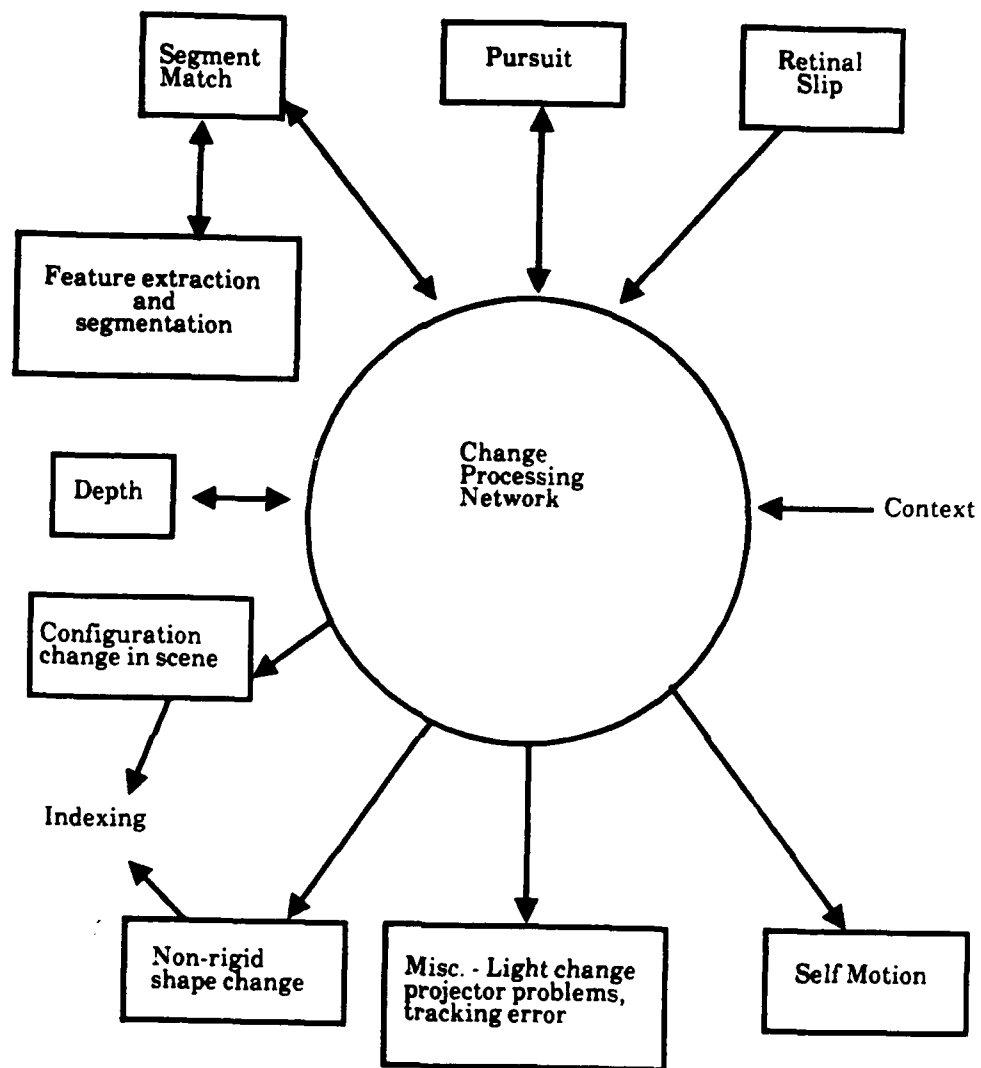 Segment
Match
Pursuit
Retinal
Slip
Feature extraction
and
segmentation
Change
Processing
Network
Depth
Context
Configuration
change in scene
Indexing
Non-rigid
shape change
Misc. - Light change
projector problems,
tracking error
Self Motion